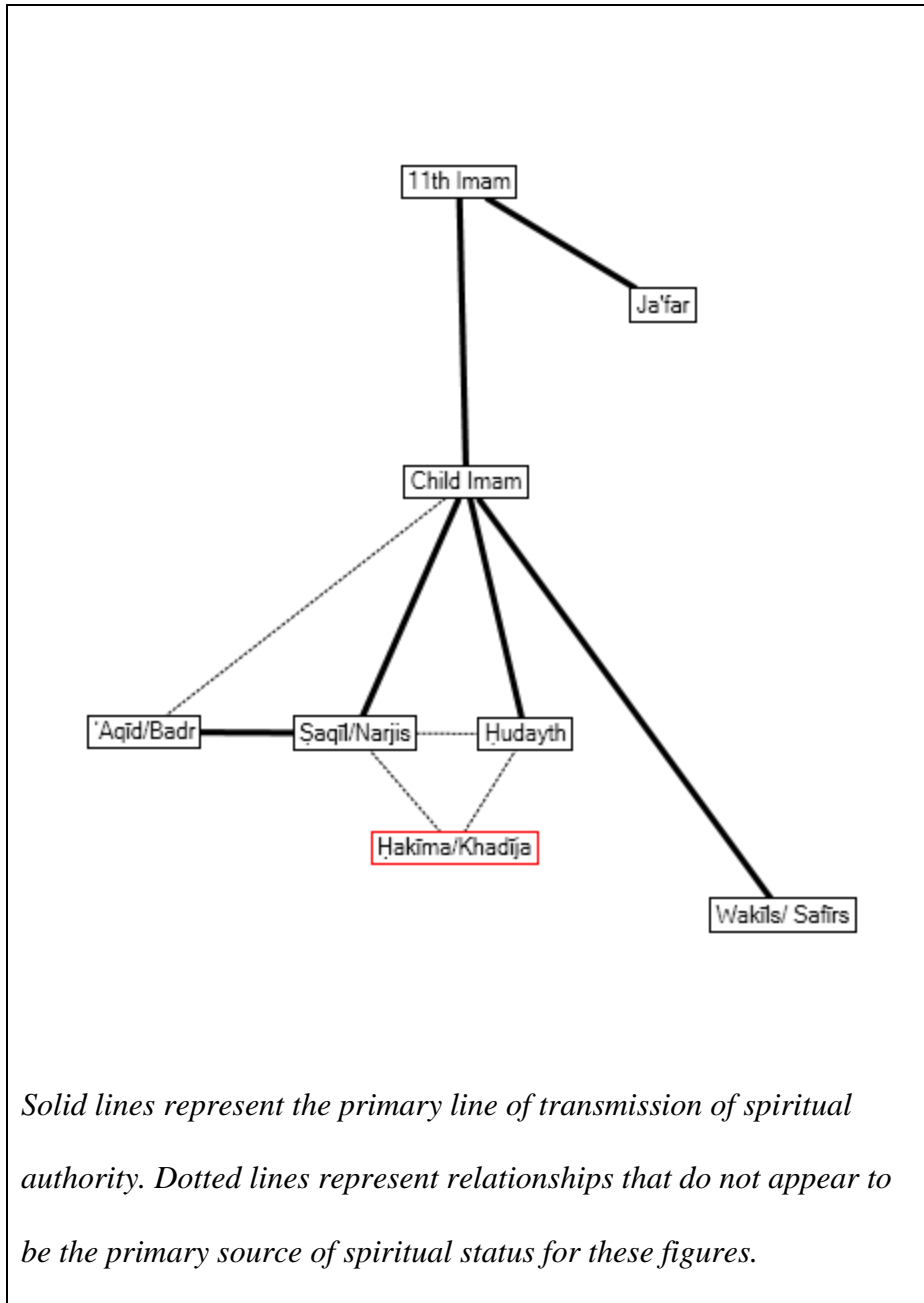 11th Imam
Ja'far
Child Imam
ʿAqīd/Badr
Ṣaqīl/Narjis
Ḥudayth
Ḥakīma/Khadīja
Wakīls/ Safīrs
Solid lines represent the primary line of transmission of spiritual
authority. Dotted lines represent relationships that do not appear to
be the primary source of spiritual status for these figures.